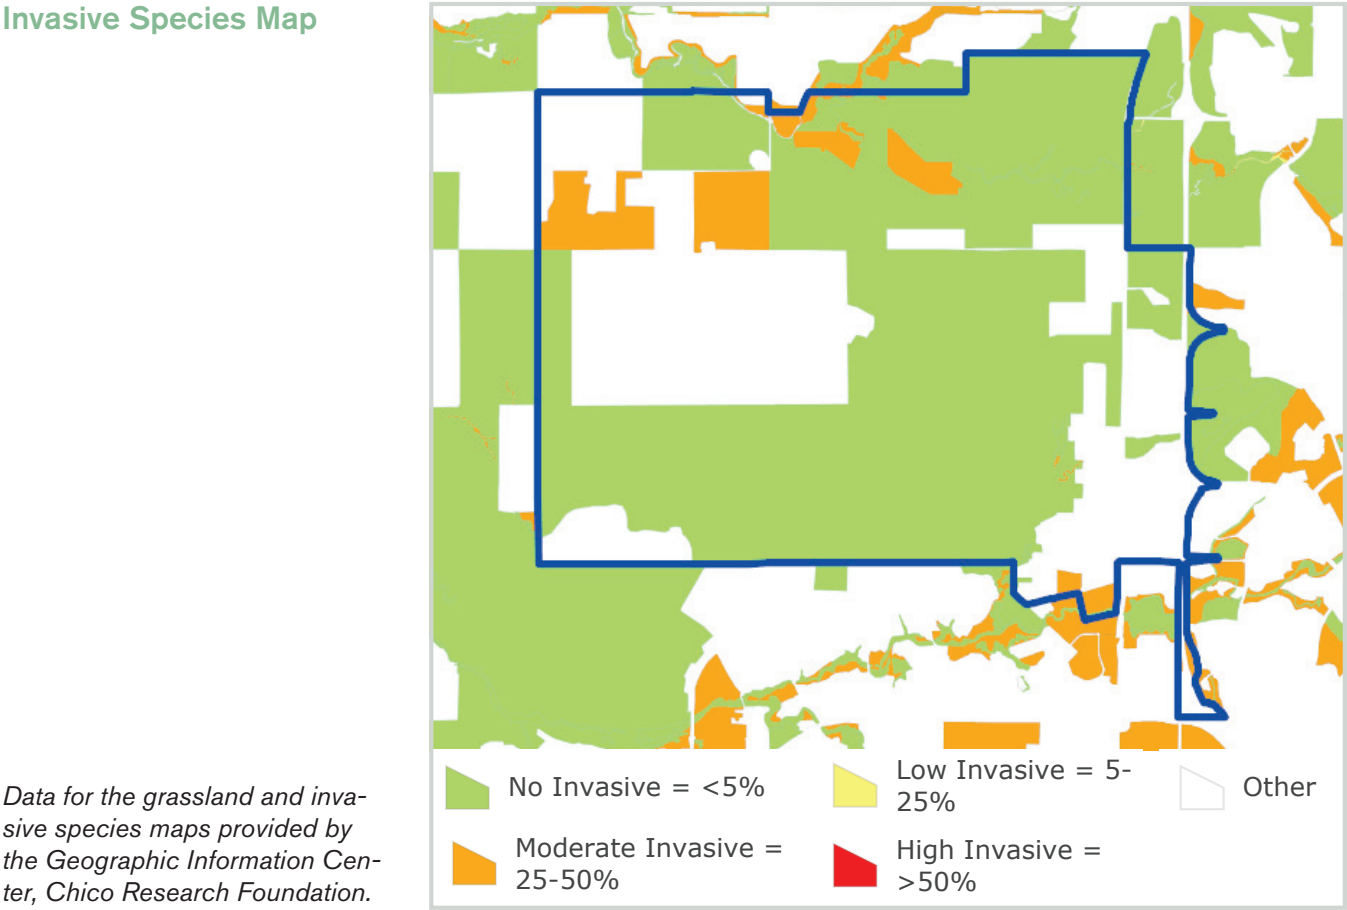 Invasive Species Map
Data for the grassland and inva-
sive species maps provided by
the Geographic Information Cen-
ter, Chico Research Foundation.
No Invasive = <5%
Low Invasive = 5-
25%
Other
Moderate Invasive =
25-50%
High Invasive =
>50%